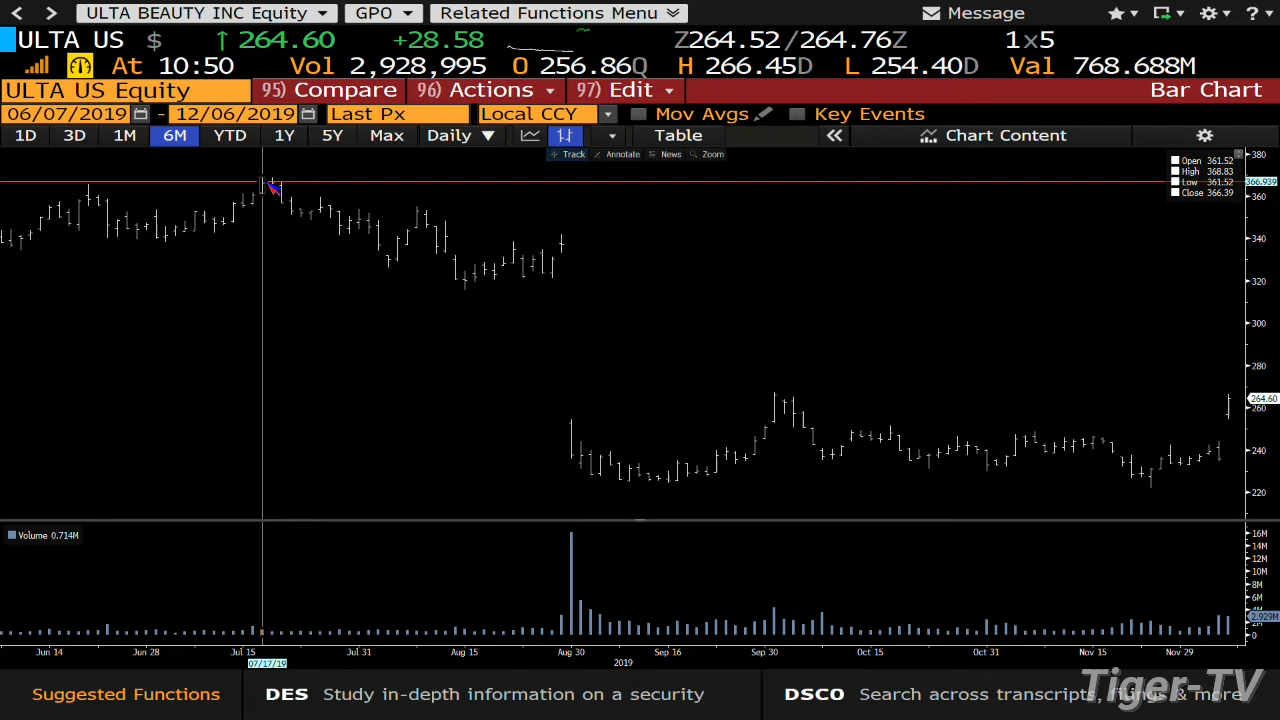 ULTA BEAUTY INC Equity GPO Related Functions Menu Message ?
ULTA US $ ↑ 264.60 +28.58 Z264.52/264.76Z 1x5
At 10:50 Vol 2,928,995 O 256.86Q H 266.45D L 254.40D Val 768.688M
ULTA US Equity 95) Compare 96) Actions 97) Edit Bar Chart
06/07/2019 - 12/06/2019 Last Px Local CCY Mov Avgs Key Events
1D 3D 1M 6M YTD 1Y 5Y Max Daily ▼ Table « Chart Content
Track Annotate News Zoom
Open 361.52
High 368.83
Low 361.52
Close 366.39
380
366.939
360
340
320
300
280
264.60
260
240
220
Volume 0.714M
16M
14M
12M
10M
8M
6M
4M
2.929M
2M
0
Jun 14 Jun 28 Jul 15 Jul 31 Aug 15 Aug 30 Sep 16 Sep 30 Oct 15 Oct 31 Nov 15 Nov 29
07/17/19 2019
Suggested Functions DES Study in-depth information on a security DSCO Search across transcripts, filings & more
Tiger-TV